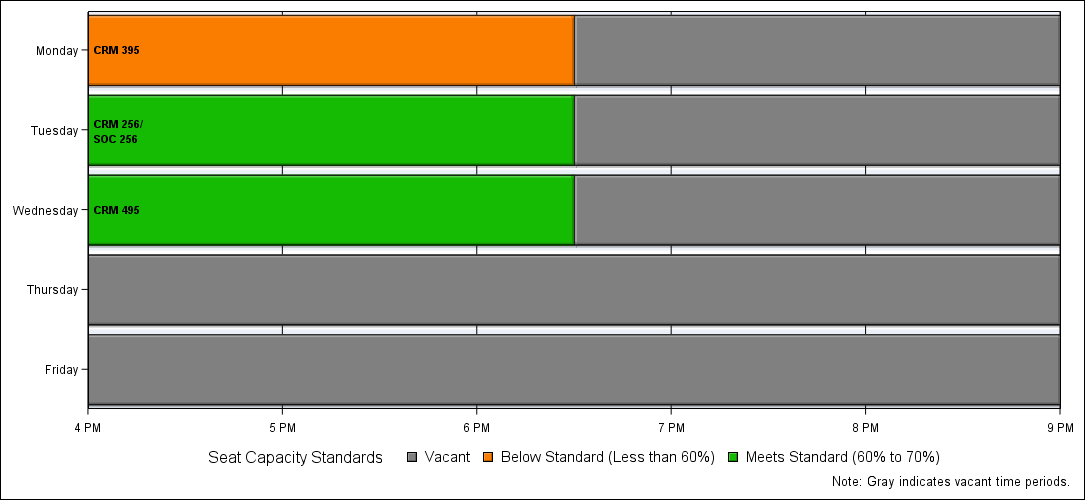 Monday
CRM 395
Tuesday
CRM 256/
SOC 256
Wednesday
CRM 495
Thursday
Friday
4 PM 5 PM 6 PM 7 PM 8 PM 9 PM
Seat Capacity Standards Vacant Below Standard (Less than 60%) Meets Standard (60% to 70%)
Note: Gray indicates vacant time periods.